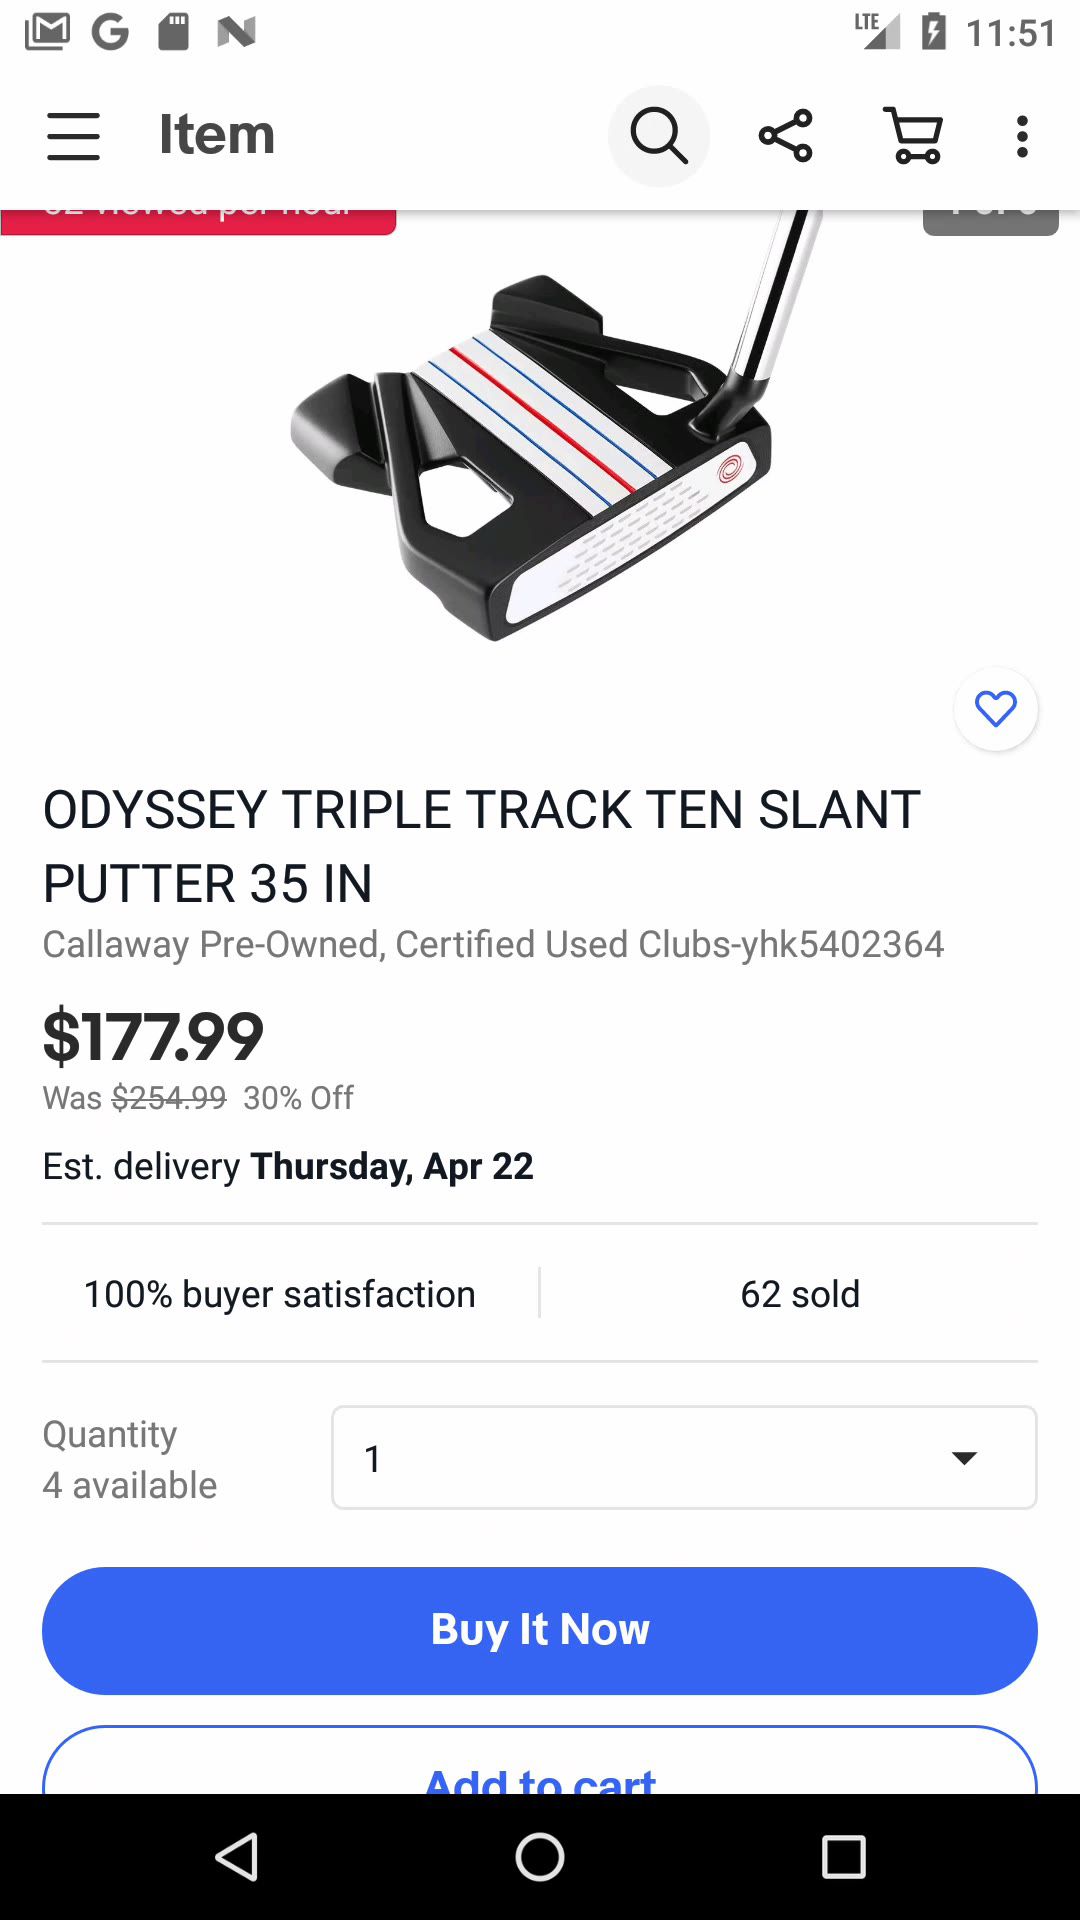 LTE 11:51
Item
ODYSSEY TRIPLE TRACK TEN SLANT
PUTTER 35 IN
Callaway Pre-Owned, Certified Used Clubs-yhk5402364
$177.99
Was $254.99 30% Off
Est. delivery Thursday, Apr 22
100% buyer satisfaction
62 sold
Quantity
4 available
1
Buy It Now
Add to cart